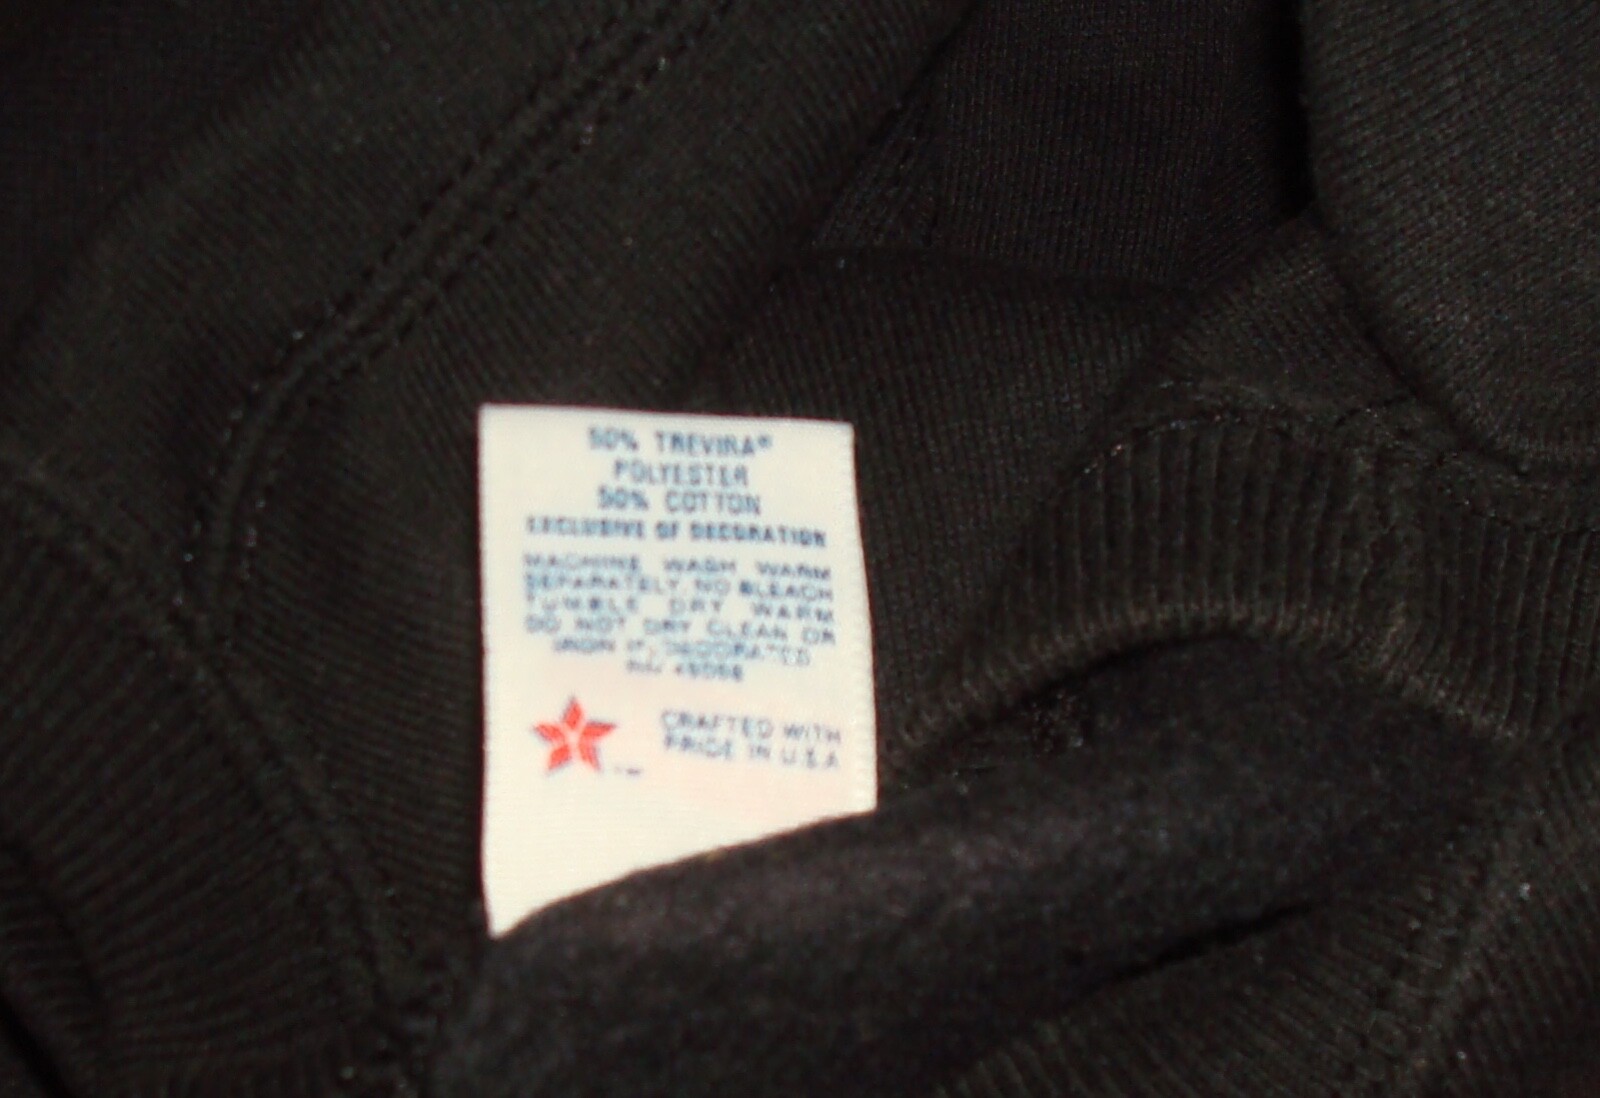 50% TREVIRA®
POLYESTER
50% COTTON
EXCLUSIVE OF DECORATION
MACHINE WASH WARM
SEPARATELY, NO BLEACH
TUMBLE DRY WARM
DO NOT DRY CLEAN OR
IRON IF DECORATED
CRAFTED WITH
PRIDE IN U.S.A